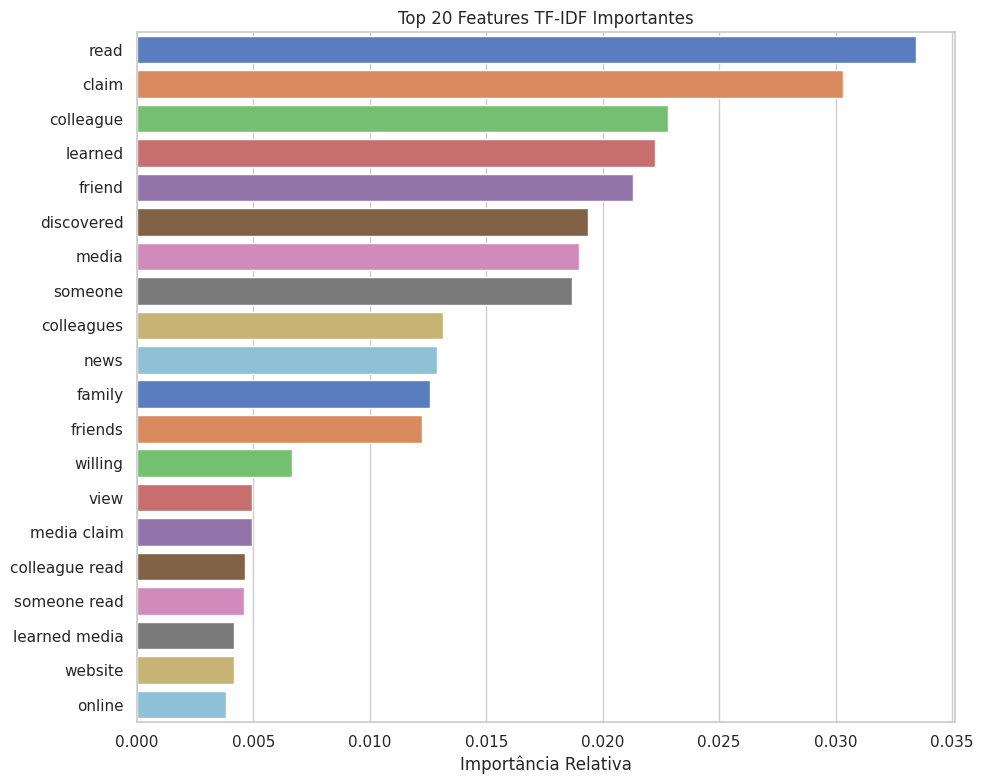 Top 20 Features TF-IDF Importantes
read
claim
colleague
learned
friend
discovered
media
someone
colleagues
news
family
friends
willing
view
media claim
colleague read
someone read
learned media
website
online
0.000 0.005 0.010 0.015 0.020 0.025 0.030 0.035
Importância Relativa